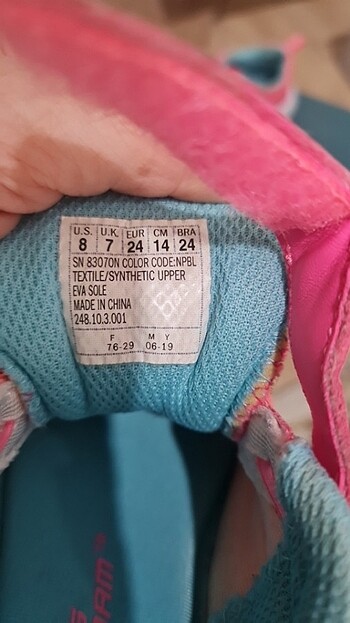 U.S. U.K. EUR CM BRA
8 7 24 14 24
SN 83070N COLOR CODE:NPBL
TEXTILE/SYNTHETIC UPPER
EVA SOLE
MADE IN CHINA
248.10.3.001
F M Y
76-29 06-19